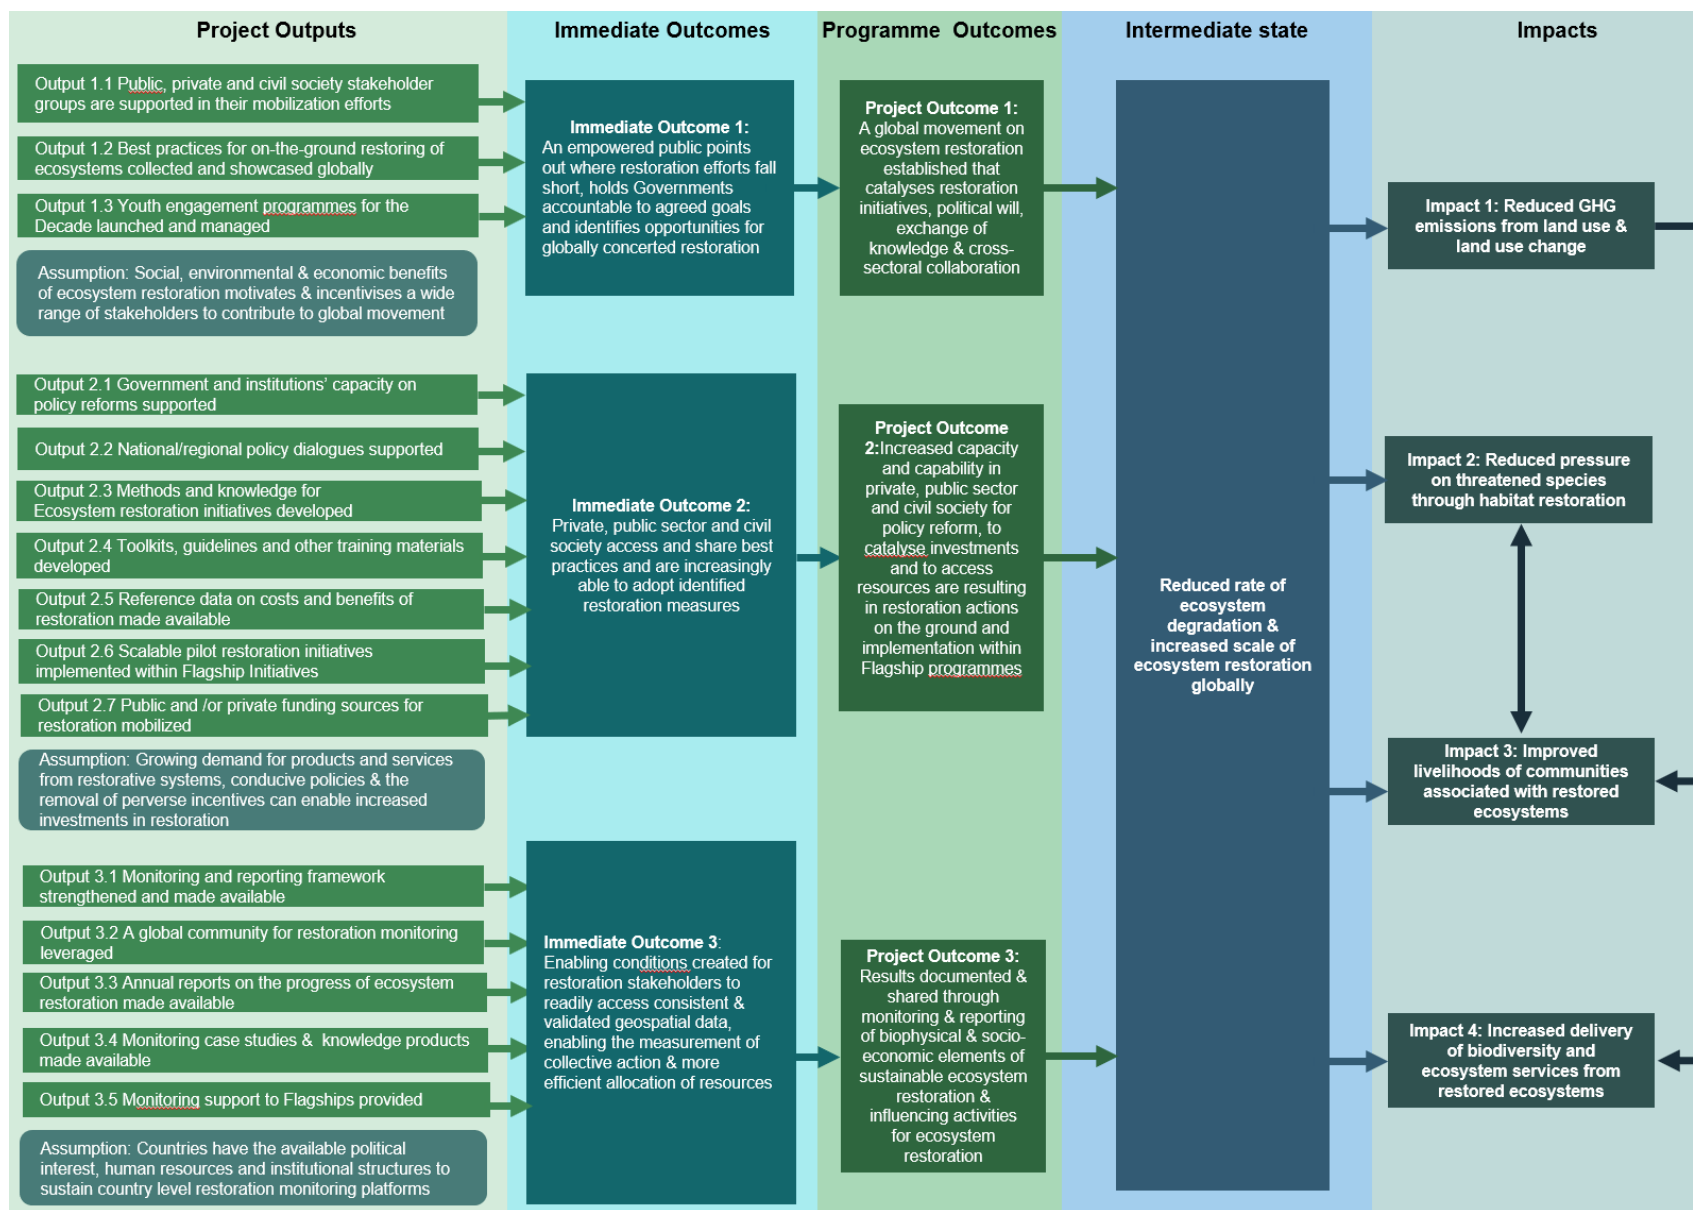 Project Outputs
Immediate Outcomes
Programme Outcomes
Intermediate state
Impacts
Output 1.1 Public, private and civil society stakeholder
groups are supported in their mobilization efforts
Output 1.2 Best practices for on-the-ground restoring of
ecosystems collected and showcased globally
Output 1.3 Youth engagement programmes for the
Decade launched and managed
Assumption: Social, environmental & economic benefits
of ecosystem restoration motivates & incentivises a wide
range of stakeholders to contribute to global movement
Immediate Outcome 1:
An empowered public points
out where restoration efforts fall
short, holds Governments
accountable to agreed goals
and identifies opportunities for
globally concerted restoration
Project Outcome 1:
A global movement on
ecosystem restoration
established that
catalyses restoration
initiatives, political will,
exchange of
knowledge & cross-
sectoral collaboration
Output 2.1 Government and institutions’ capacity on
policy reforms supported
Output 2.2 National/regional policy dialogues supported
Output 2.3 Methods and knowledge for
Ecosystem restoration initiatives developed
Output 2.4 Toolkits, guidelines and other training materials
developed
Output 2.5 Reference data on costs and benefits of
restoration made available
Output 2.6 Scalable pilot restoration initiatives
implemented within Flagship Initiatives
Output 2.7 Public and /or private funding sources for
restoration mobilized
Assumption: Growing demand for products and services
from restorative systems, conducive policies & the
removal of perverse incentives can enable increased
investments in restoration
Immediate Outcome 2:
Private, public sector and civil
society access and share best
practices and are increasingly
able to adopt identified
restoration measures
Project Outcome
2:Increased capacity
and capability in
private, public sector
and civil society for
policy reform, to
catalyse investments
and to access
resources are resulting
in restoration actions
on the ground and
implementation within
Flagship programmes
Output 3.1 Monitoring and reporting framework
strengthened and made available
Output 3.2 A global community for restoration monitoring
leveraged
Output 3.3 Annual reports on the progress of ecosystem
restoration made available
Output 3.4 Monitoring case studies & knowledge products
made available
Output 3.5 Monitoring support to Flagships provided
Assumption: Countries have the available political
interest, human resources and institutional structures to
sustain country level restoration monitoring platforms
Immediate Outcome 3:
Enabling conditions created for
restoration stakeholders to
readily access consistent &
validated geospatial data,
enabling the measurement of
collective action & more
efficient allocation of resources
Project Outcome 3:
Results documented &
shared through
monitoring & reporting
of biophysical & socio-
economic elements of
sustainable ecosystem
restoration &
influencing activities
for ecosystem
restoration
Reduced rate of
ecosystem
degradation &
increased scale of
ecosystem restoration
globally
Impact 1: Reduced GHG
emissions from land use &
land use change
Impact 2: Reduced pressure
on threatened species
through habitat restoration
Impact 3: Improved
livelihoods of communities
associated with restored
ecosystems
Impact 4: Increased delivery
of biodiversity and
ecosystem services from
restored ecosystems